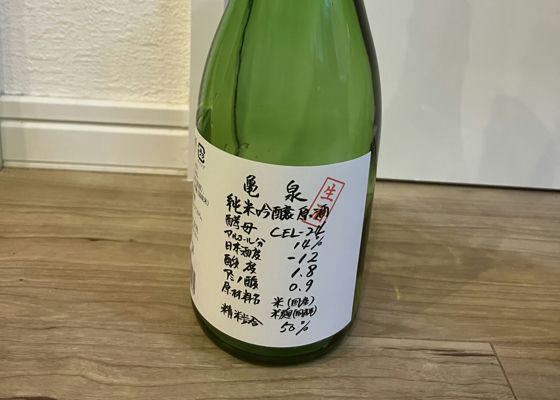 亀 泉
生
純米吟醸原酒
酵母 CEL-24
アルコール分 14%
日本酒度 -12
酸度 1.8
アミノ酸 0.9
原材料名 米(国産)
米麹(国産米)
精米歩合 50%